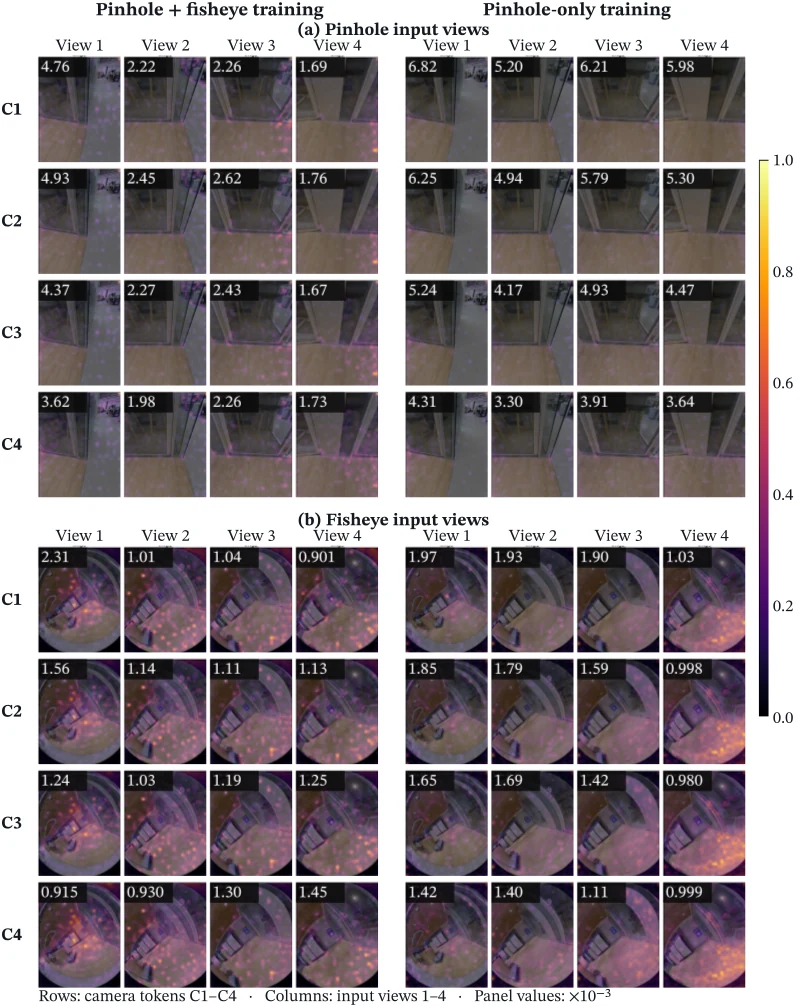 Pinhole + fisheye training Pinhole-only training
(a) Pinhole input views
View 1 View 2 View 3 View 4 View 1 View 2 View 3 View 4
C1 4.76 2.22 2.26 1.69 6.82 5.20 6.21 5.98
C2 4.93 2.45 2.62 1.76 6.25 4.94 5.79 5.30
C3 4.37 2.27 2.43 1.67 5.24 4.17 4.93 4.47
C4 3.62 1.98 2.26 1.73 4.31 3.30 3.91 3.64
(b) Fisheye input views
View 1 View 2 View 3 View 4 View 1 View 2 View 3 View 4
C1 2.31 1.01 1.04 0.901 1.97 1.93 1.90 1.03
C2 1.56 1.14 1.11 1.13 1.85 1.79 1.59 0.998
C3 1.24 1.03 1.19 1.25 1.65 1.69 1.42 0.980
C4 0.915 0.930 1.30 1.45 1.42 1.40 1.11 0.999
1.0
0.8
0.6
0.4
0.2
0.0
Rows: camera tokens C1–C4 · Columns: input views 1–4 · Panel values: ×10⁻³